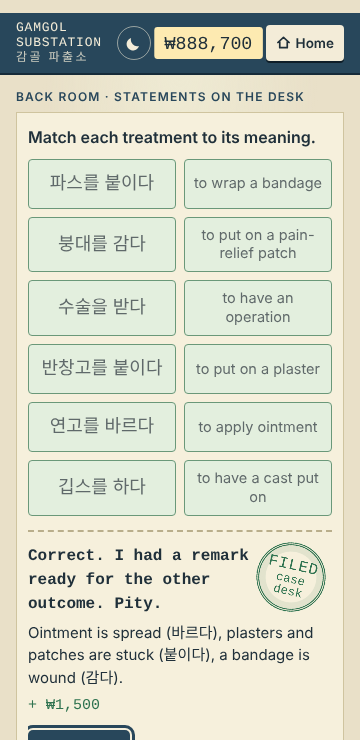 GAMGOL
SUBSTATION
감골 파출소
₩888,700
Home
BACK ROOM · STATEMENTS ON THE DESK
Match each treatment to its meaning.
파스를 붙이다
to wrap a bandage
붕대를 감다
to put on a pain-
relief patch
수술을 받다
to have an
operation
반창고를 붙이다
to put on a plaster
연고를 바르다
to apply ointment
깁스를 하다
to have a cast put
on
Correct. I had a remark
ready for the other
outcome. Pity.
FILED
case
desk
Ointment is spread (바르다), plasters and
patches are stuck (붙이다), a bandage is
wound (감다).
+ ₩1,500